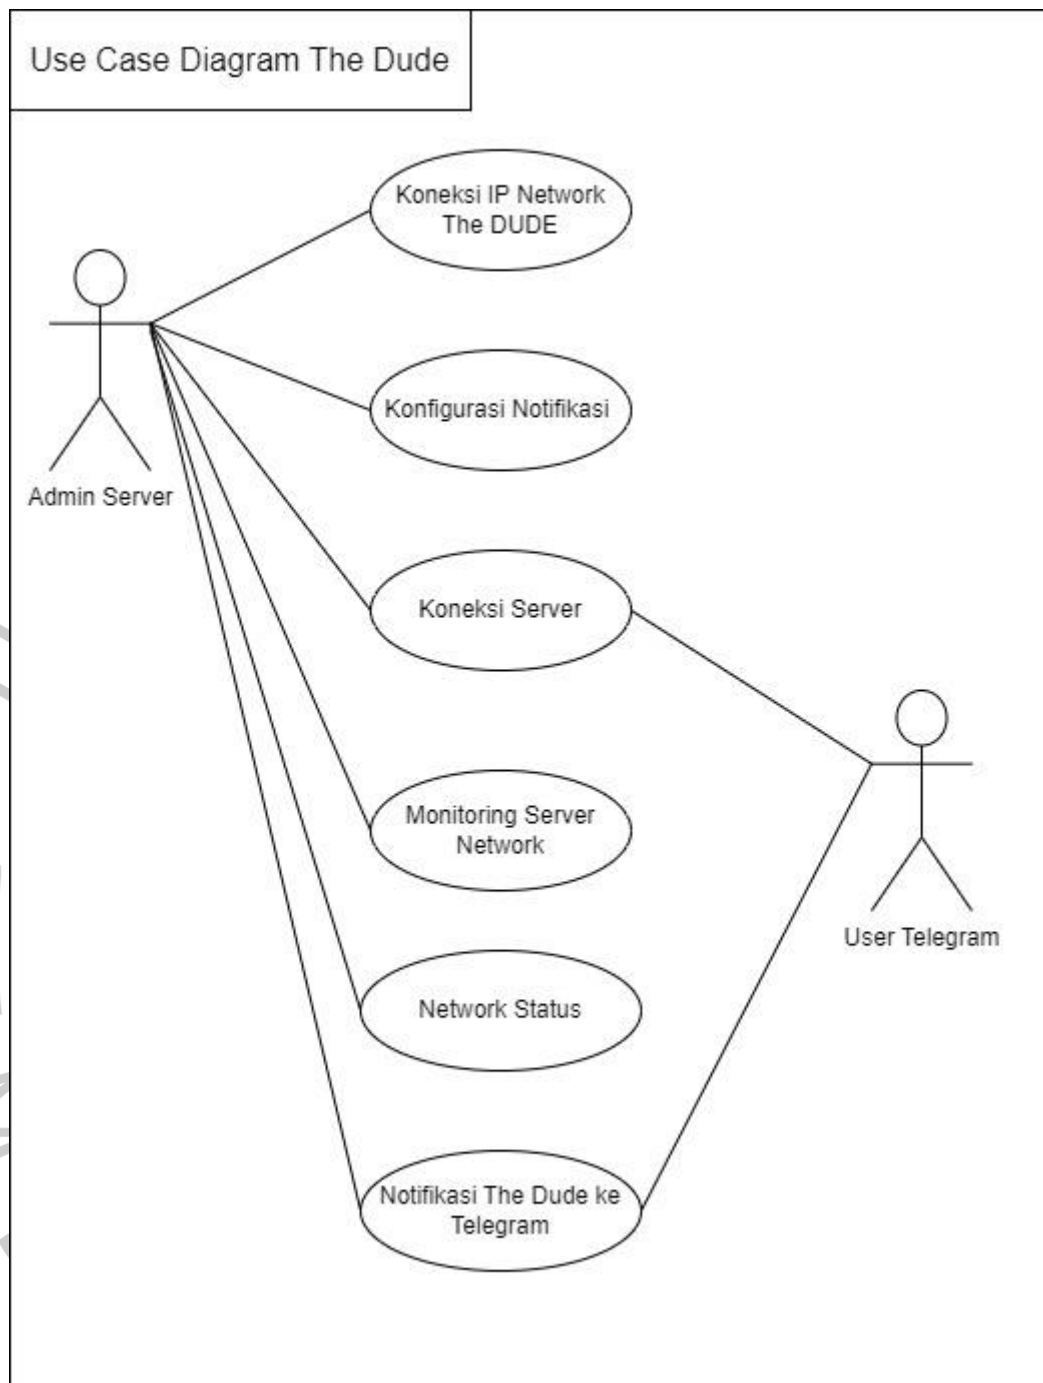 Use Case Diagram The Dude
Koneksi IP Network
The DUDE
Admin Server
Konfigurasi Notifikasi
Koneksi Server
Monitoring Server
Network
User Telegram
Network Status
Notifikasi The Dude ke
Telegram